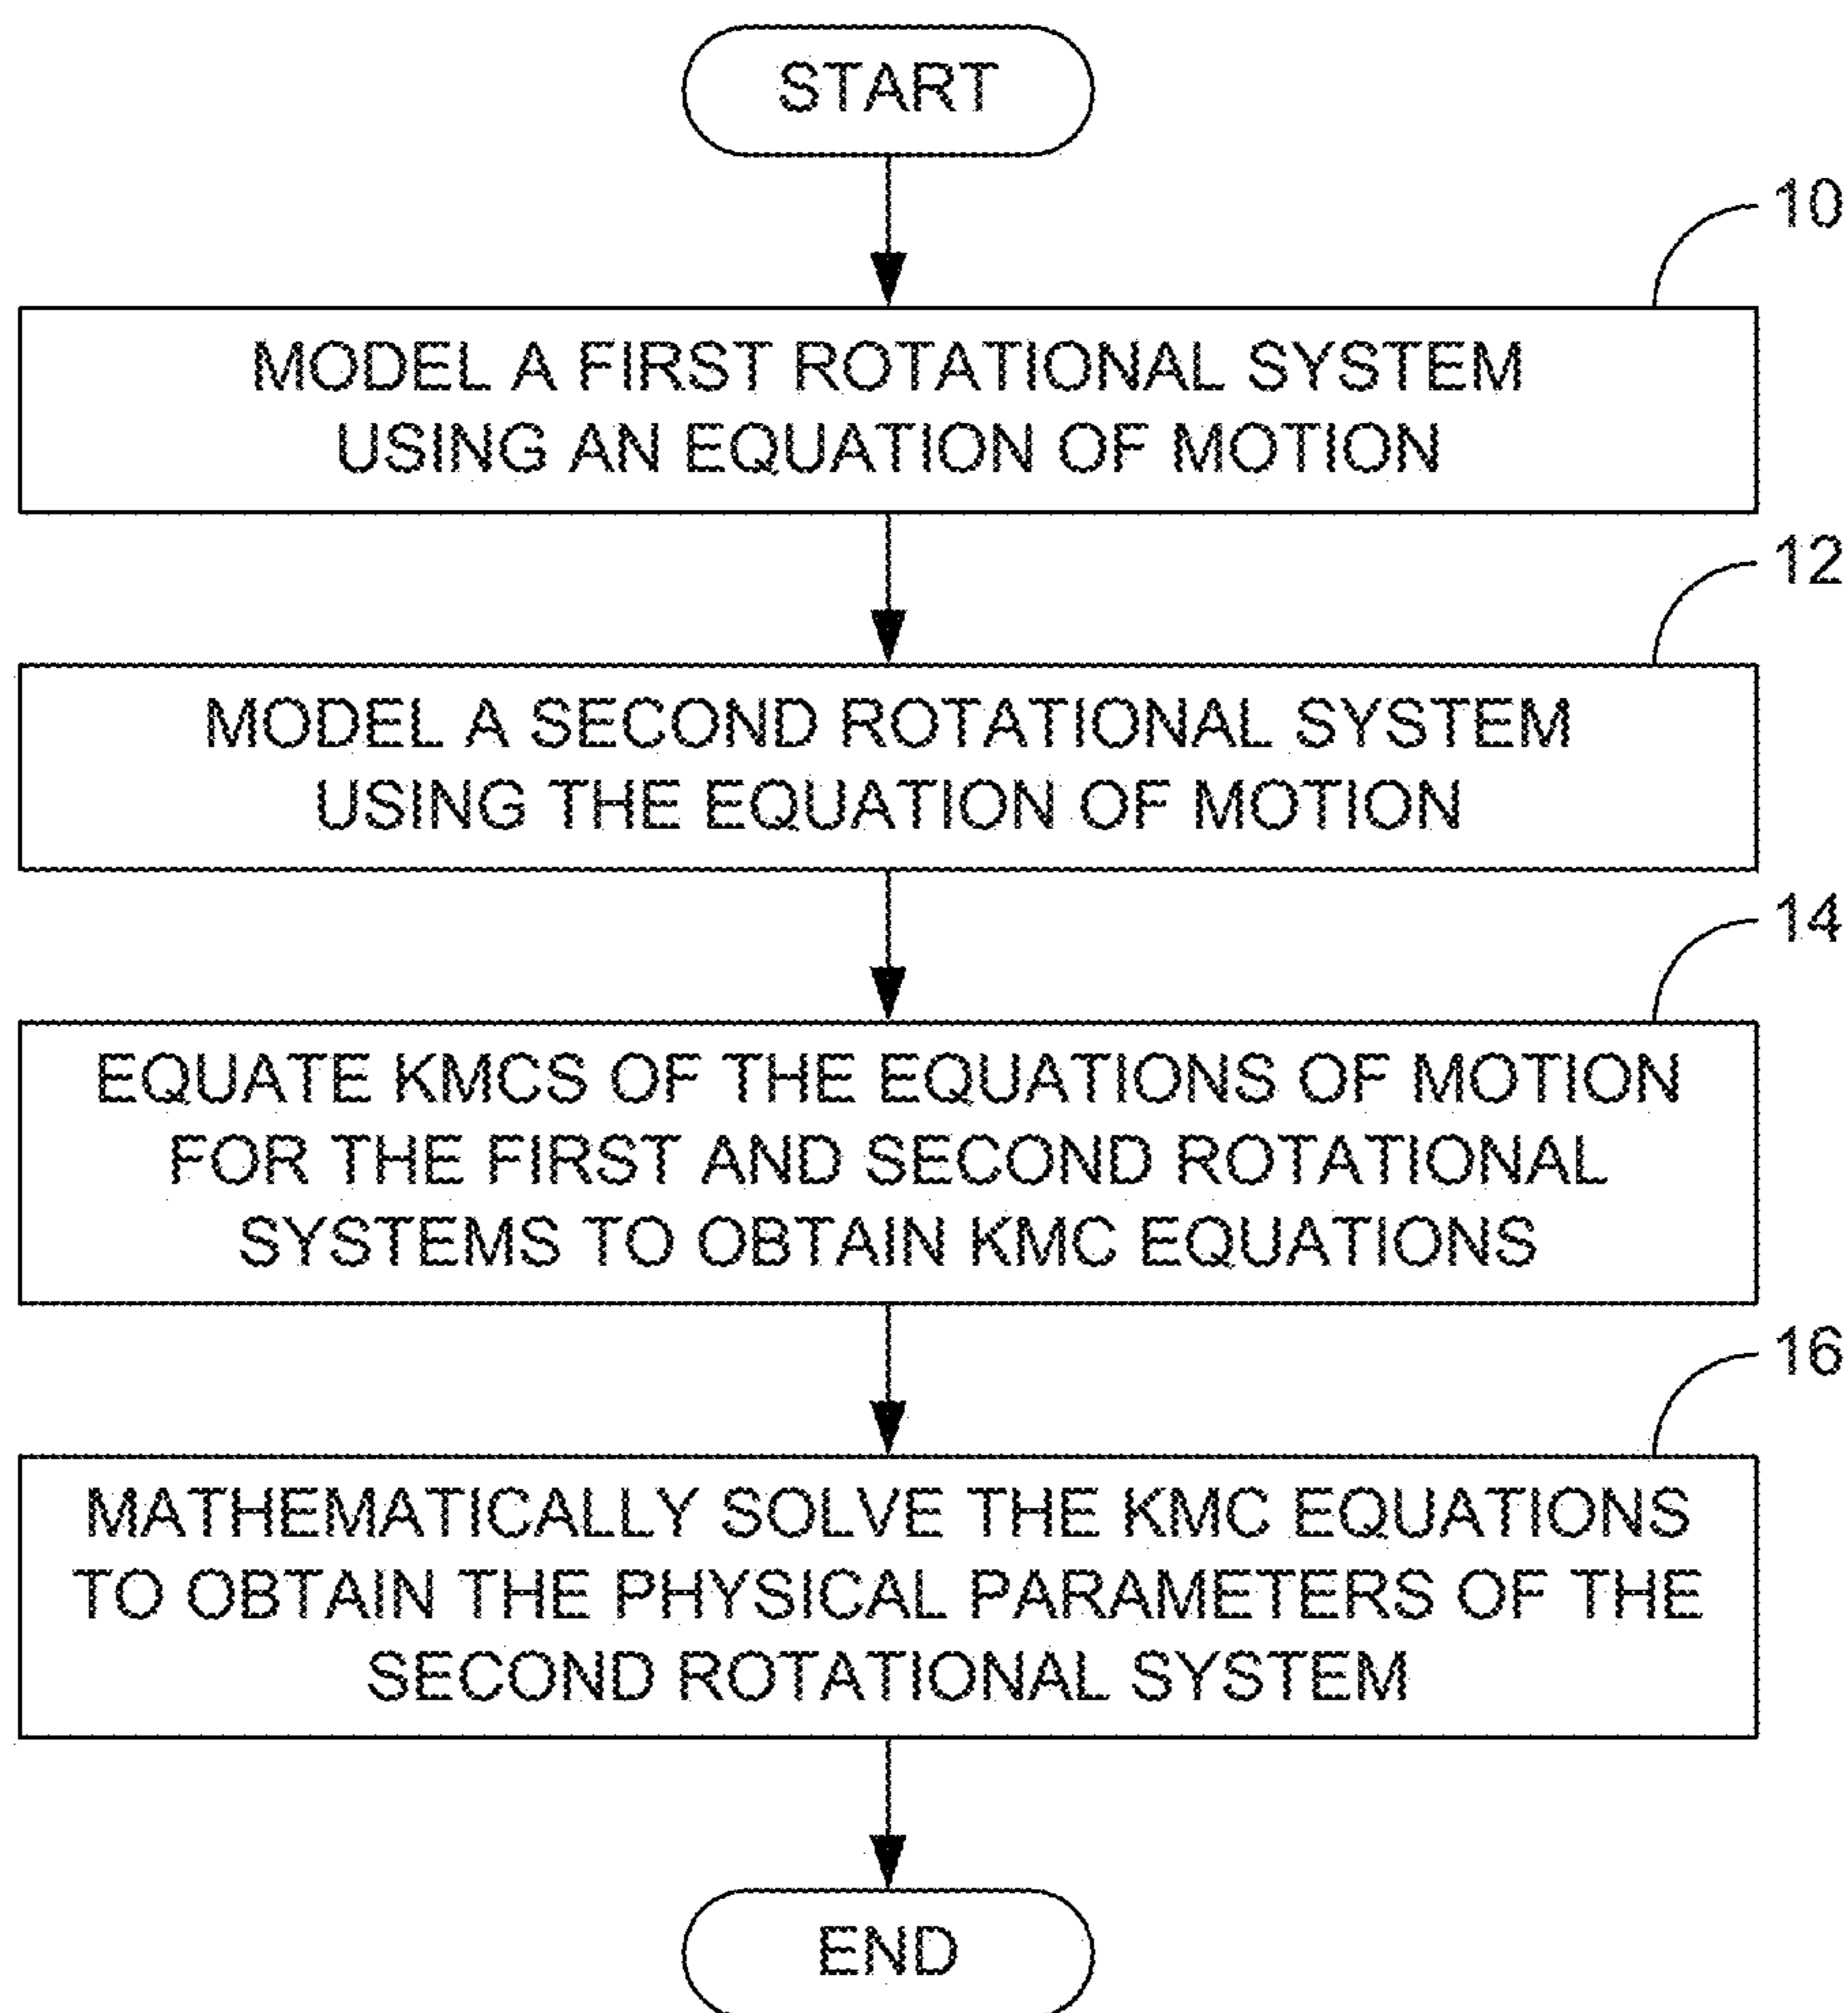 START
10
MODEL A FIRST ROTATIONAL SYSTEM
USING AN EQUATION OF MOTION
12
MODEL A SECOND ROTATIONAL SYSTEM
USING THE EQUATION OF MOTION
14
EQUATE KMCS OF THE EQUATIONS OF MOTION
FOR THE FIRST AND SECOND ROTATIONAL
SYSTEMS TO OBTAIN KMC EQUATIONS
16
MATHEMATICALLY SOLVE THE KMC EQUATIONS
TO OBTAIN THE PHYSICAL PARAMETERS OF THE
SECOND ROTATIONAL SYSTEM
END